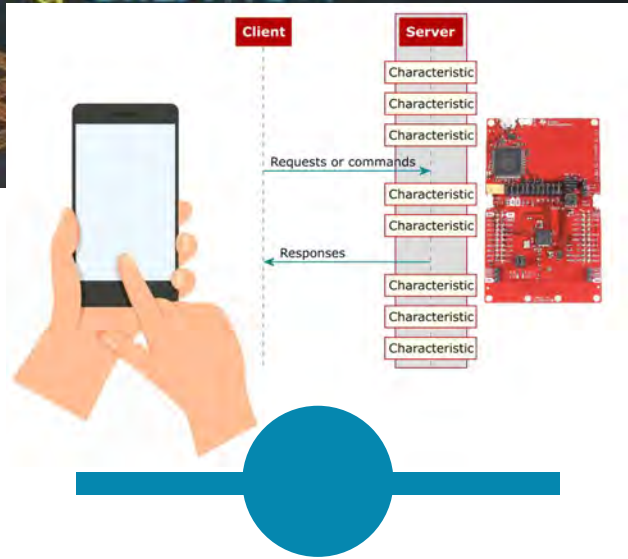 Client
Server
Characteristic
Characteristic
Characteristic
Requests or commands
Characteristic
Characteristic
Responses
Characteristic
Characteristic
Characteristic